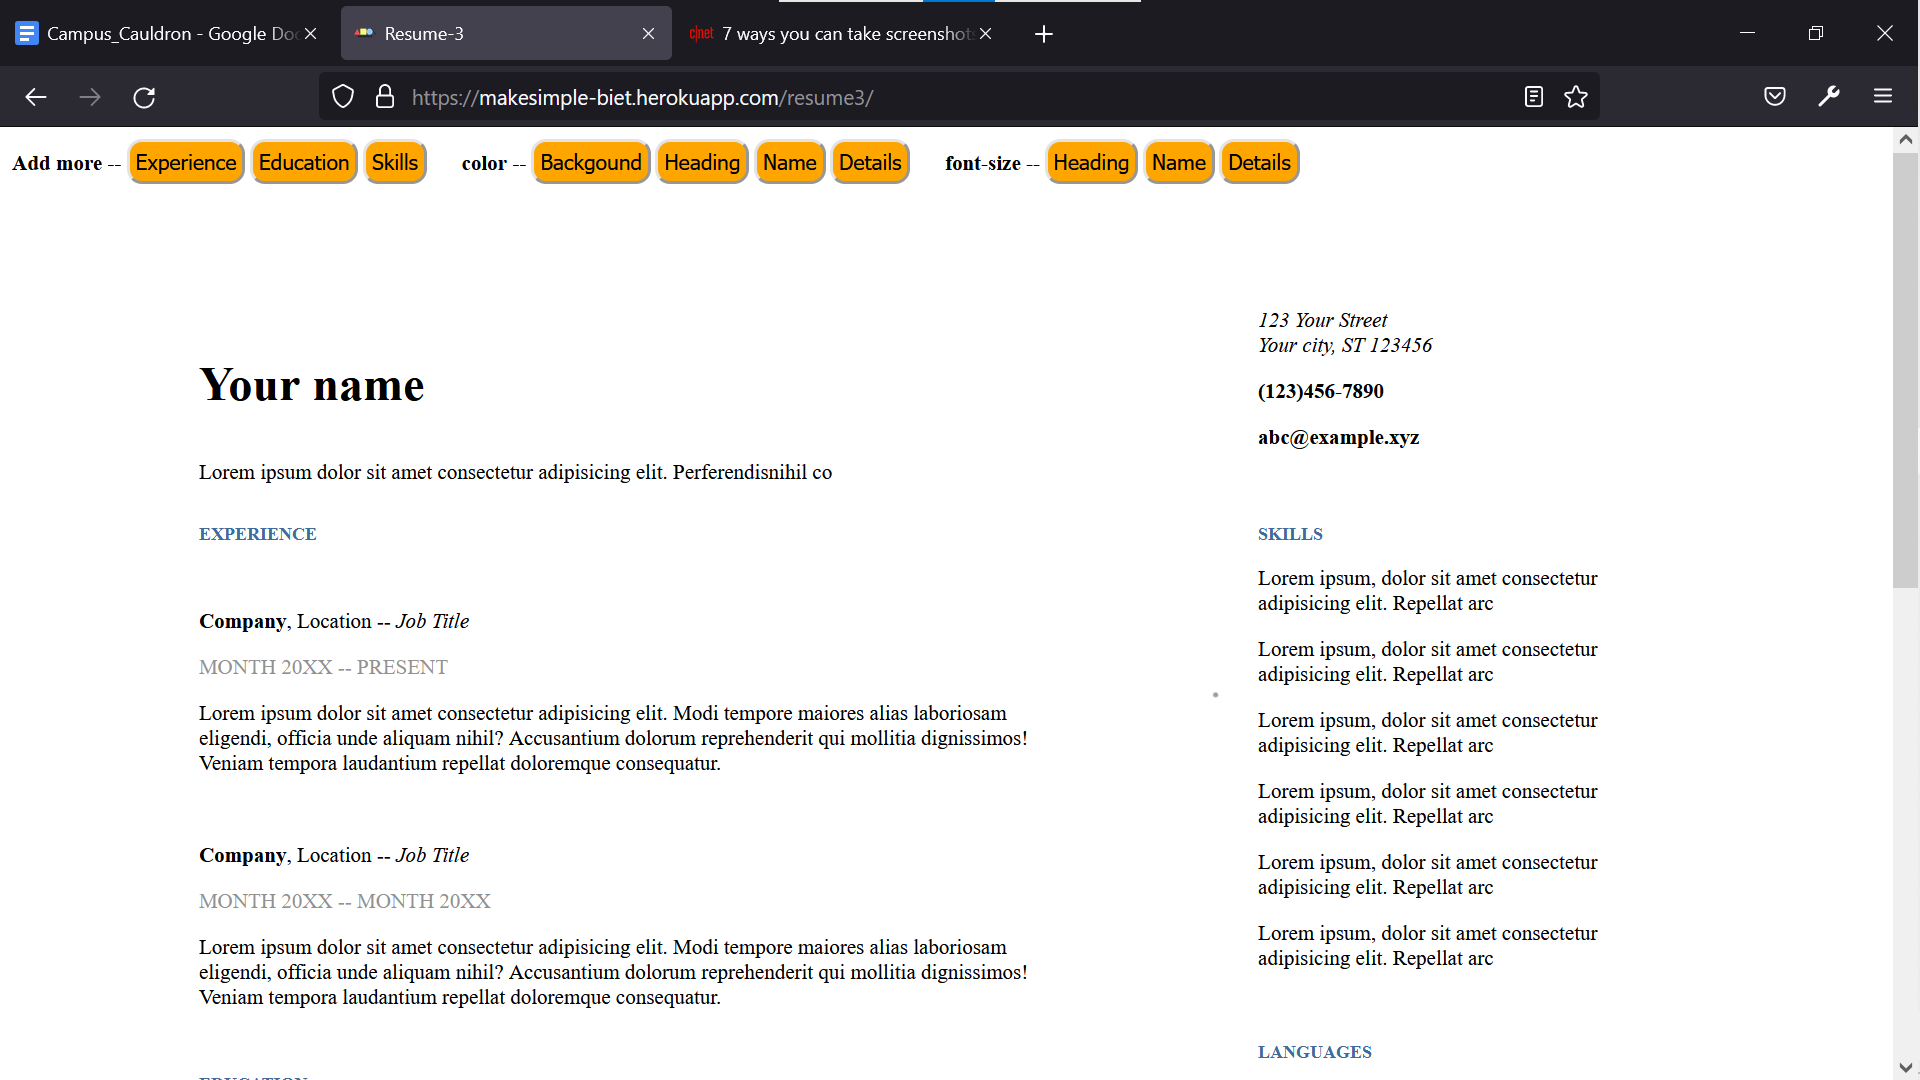 Campus_Cauldron - Google Doc
Resume-3
c|net 7 ways you can take screenshots
https://makesimple-biet.herokuapp.com/resume3/
Add more -- Experience Education Skills color -- Backgound Heading Name Details font-size -- Heading Name Details
123 Your Street
Your city, ST 123456
(123)456-7890
abc@example.xyz
Your name
Lorem ipsum dolor sit amet consectetur adipisicing elit. Perferendisnihil co
EXPERIENCE
Company, Location -- Job Title
MONTH 20XX -- PRESENT
Lorem ipsum dolor sit amet consectetur adipisicing elit. Modi tempore maiores alias laboriosam
eligendi, officia unde aliquam nihil? Accusantium dolorum reprehenderit qui mollitia dignissimos!
Veniam tempora laudantium repellat doloremque consequatur.
Company, Location -- Job Title
MONTH 20XX -- MONTH 20XX
Lorem ipsum dolor sit amet consectetur adipisicing elit. Modi tempore maiores alias laboriosam
eligendi, officia unde aliquam nihil? Accusantium dolorum reprehenderit qui mollitia dignissimos!
Veniam tempora laudantium repellat doloremque consequatur.
EDUCATION
SKILLS
Lorem ipsum, dolor sit amet consectetur
adipisicing elit. Repellat arc
Lorem ipsum, dolor sit amet consectetur
adipisicing elit. Repellat arc
Lorem ipsum, dolor sit amet consectetur
adipisicing elit. Repellat arc
Lorem ipsum, dolor sit amet consectetur
adipisicing elit. Repellat arc
Lorem ipsum, dolor sit amet consectetur
adipisicing elit. Repellat arc
Lorem ipsum, dolor sit amet consectetur
adipisicing elit. Repellat arc
LANGUAGES